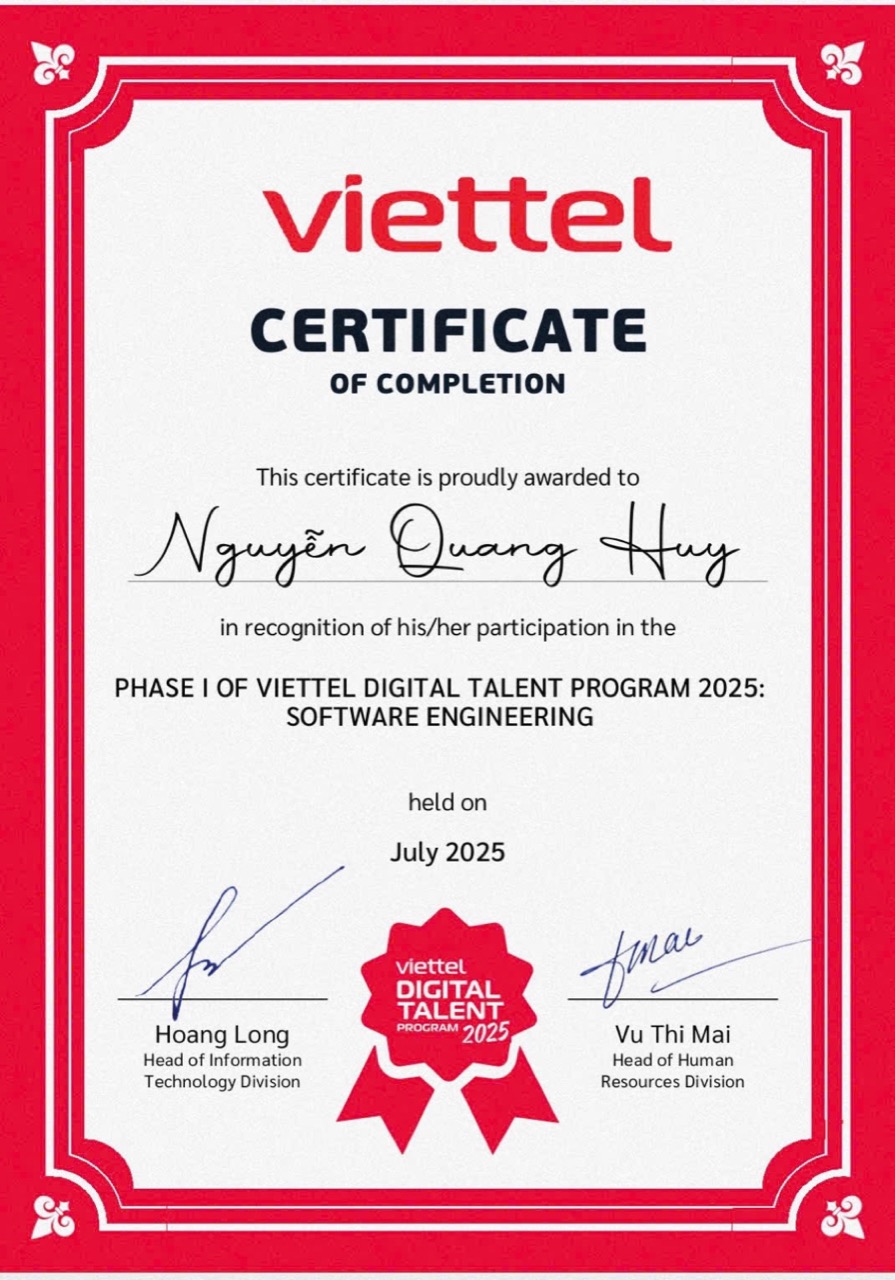 viettel
CERTIFICATE
OF COMPLETION
This certificate is proudly awarded to
Nguyễn Quang Huy
in recognition of his/her participation in the
PHASE I OF VIETTEL DIGITAL TALENT PROGRAM 2025:
SOFTWARE ENGINEERING
held on
July 2025
viettel
DIGITAL
TALENT
PROGRAM 2025
Hoang Long
Head of Information
Technology Division
Vu Thi Mai
Head of Human
Resources Division